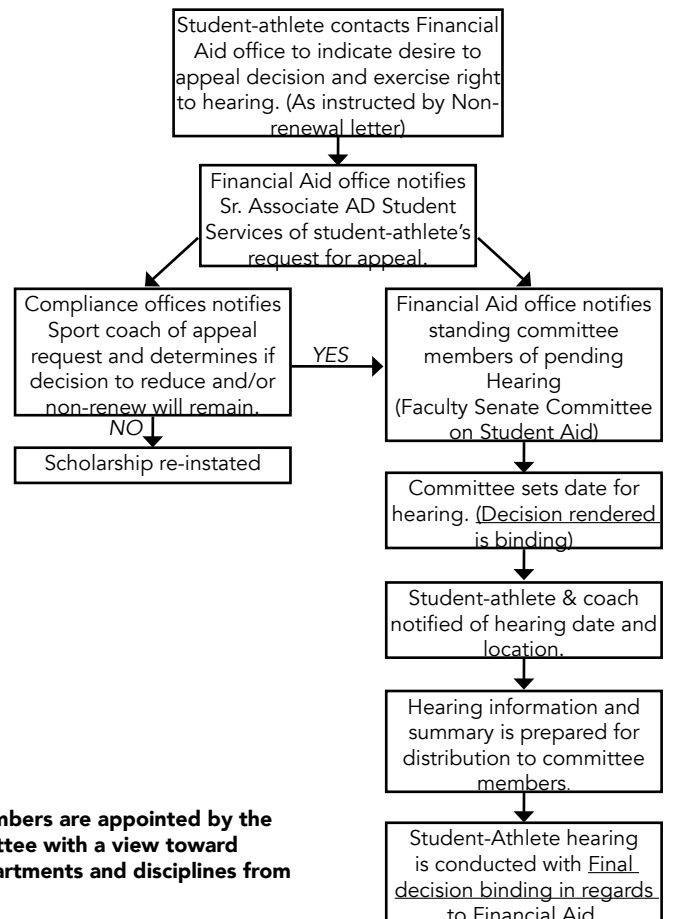 Student-athlete contacts Financial
Aid office to indicate desire to
appeal decision and exercise right
to hearing. (As instructed by Non-
renewal letter)
Financial Aid office notifies
Sr. Associate AD Student
Services of student-athlete's
request for appeal.
Compliance offices notifies
Sport coach of appeal
request and determines if
decision to reduce and/or
non-renew will remain.
YES
NO
Scholarship re-instated
Financial Aid office notifies
standing committee
members of pending
Hearing
(Faculty Senate Committee
on Student Aid)
Committee sets date for
hearing. (Decision rendered
is binding)
Student-athlete & coach
notified of hearing date and
location.
Hearing information and
summary is prepared for
distribution to committee
members.
Student-Athlete hearing
is conducted with Final
decision binding in regards
to Financial Aid
are appointed by the
with a view toward
and disciplines from